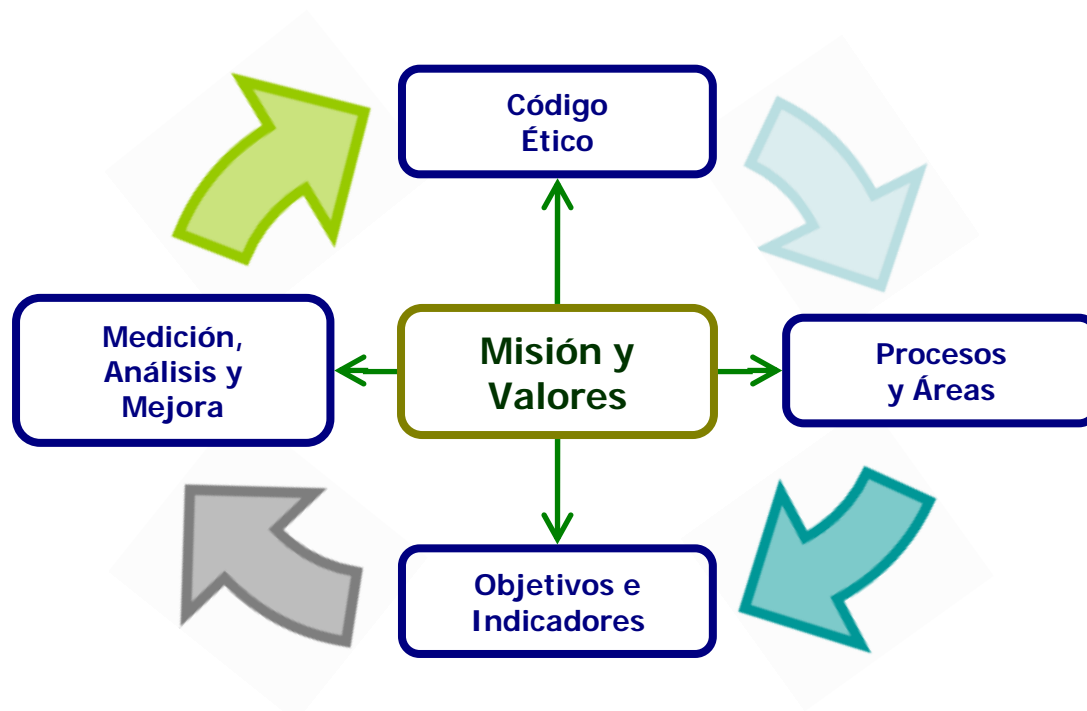 Código
Ético
Medición,
Análisis y
Mejora
Misión y
Valores
Procesos
y Áreas
Objetivos e
Indicadores